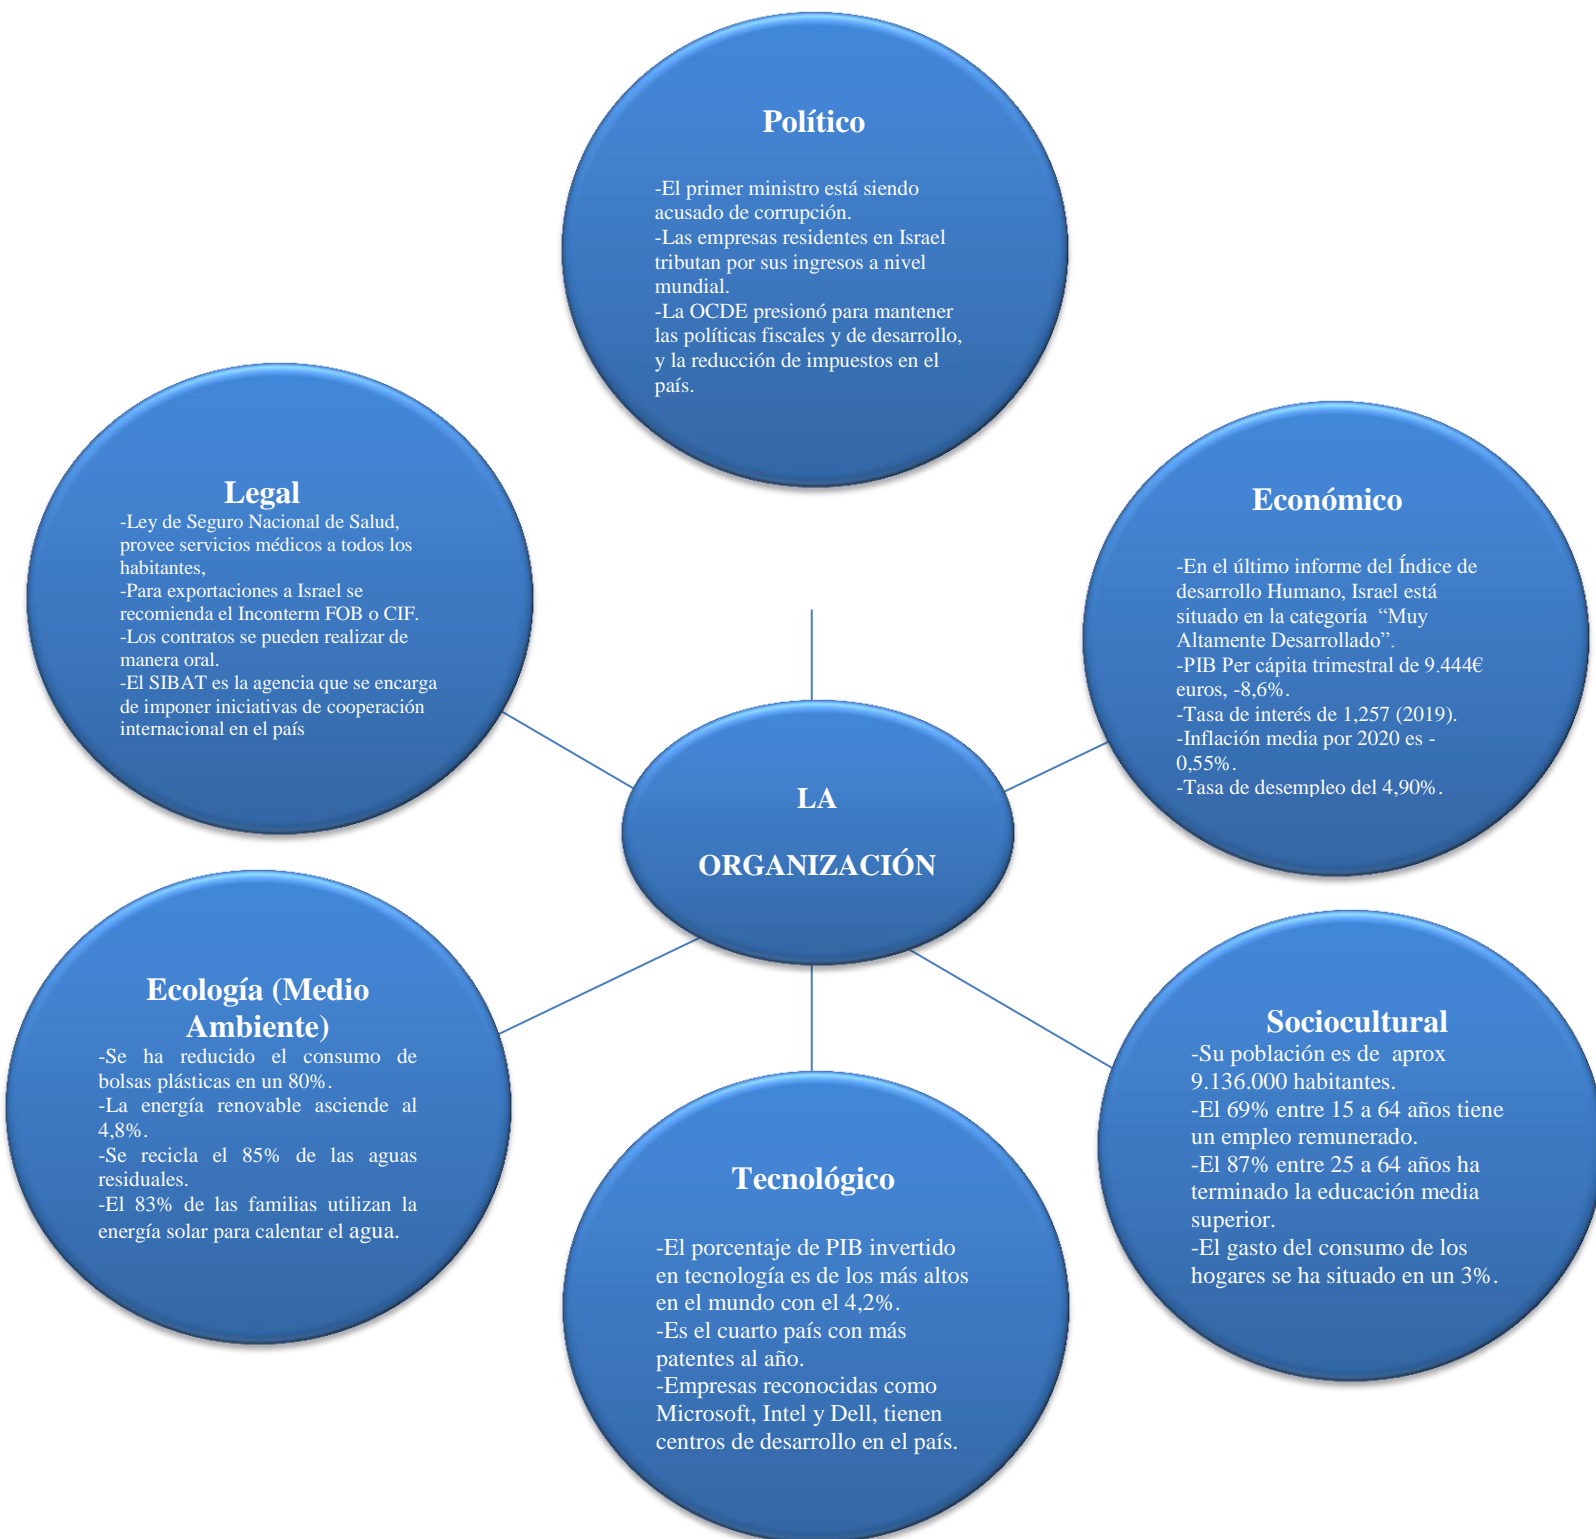 Político
-El primer ministro está siendo
acusado de corrupción.
-Las empresas residentes en Israel
tributan por sus ingresos a nivel
mundial.
-La OCDE presionó para mantener
las políticas fiscales y de desarrollo,
y la reducción de impuestos en el
país.
Económico
-En el último informe del Índice de
desarrollo Humano, Israel está
situado en la categoría “Muy
Altamente Desarrollado”.
-PIB Per cápita trimestral de 9.444€
euros, -8,6%.
-Tasa de interés de 1,257 (2019).
-Inflación media por 2020 es -
0,55%.
-Tasa de desempleo del 4,90%.
Sociocultural
-Su población es de aprox
9.136.000 habitantes.
-El 69% entre 15 a 64 años tiene
un empleo remunerado.
-El 87% entre 25 a 64 años ha
terminado la educación media
superior.
-El gasto del consumo de los
hogares se ha situado en un 3%.
Tecnológico
-El porcentaje de PIB invertido
en tecnología es de los más altos
en el mundo con el 4,2%.
-Es el cuarto país con más
patentes al año.
-Empresas reconocidas como
Microsoft, Intel y Dell, tienen
centros de desarrollo en el país.
Ecología (Medio
Ambiente)
-Se ha reducido el consumo de
bolsas plásticas en un 80%.
-La energía renovable asciende al
4,8%.
-Se recicla el 85% de las aguas
residuales.
-El 83% de las familias utilizan la
energía solar para calentar el agua.
Legal
-Ley de Seguro Nacional de Salud,
provee servicios médicos a todos los
habitantes,
-Para exportaciones a Israel se
recomienda el Inconterm FOB o CIF.
-Los contratos se pueden realizar de
manera oral.
-El SIBAT es la agencia que se encarga
de imponer iniciativas de cooperación
internacional en el país
LA
ORGANIZACIÓN